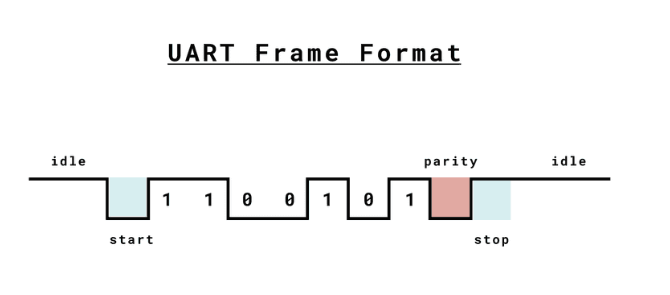 UART Frame Format
idle parity idle
1 1 0 0 1 0 1
start stop